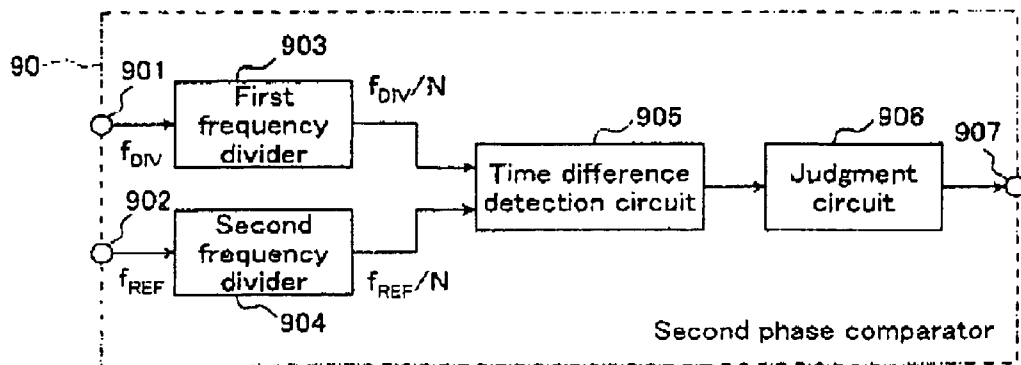 90
901
903
First
frequency
divider
f_DIV/N
f_DIV
902
Second
frequency
divider
f_REF/N
f_REF
904
905
Time difference
detection circuit
906
Judgment
circuit
907
Second phase comparator